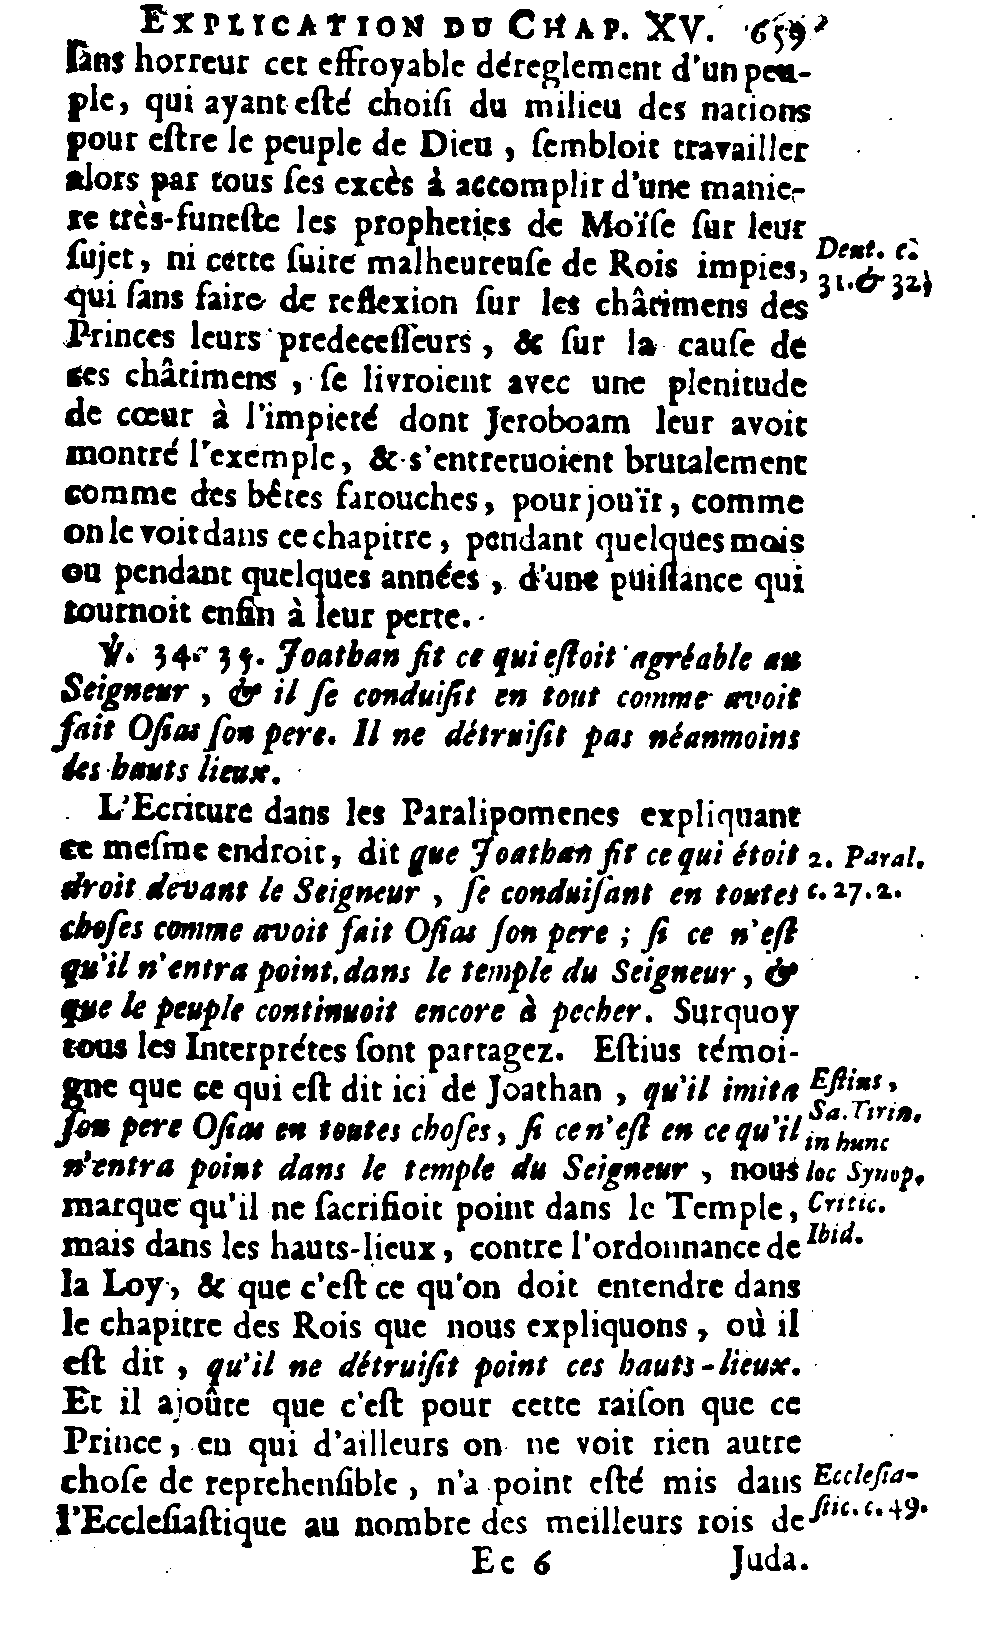 EXPLICATION DU CHAP. XV. 659
ſans horreur cet effroyable déreglement d'un peu-
ple, qui ayant eſté choiſi du milieu des nations
pour eſtre le peuple de Dieu, ſembloit travailler
alors par tous ſes excès à accomplir d'une manie-
re très-funeſte les propheties de Moïſe ſur leur
ſujet, ni cette ſuite malheureuſe de Rois impies,
Deut. c.
31. & 32.
qui ſans faire de reflexion ſur les châtimens des
Princes leurs predeceſſeurs, & ſur la cauſe de
ces châtimens, ſe livroient avec une plenitude
de cœur à l'impieté dont Jeroboam leur avoit
montré l'exemple, & s'entretuoient brutalement
comme des bêtes farouches, pour jouïr, comme
on le voit dans ce chapitre, pendant quelques mois
ou pendant quelques années, d'une puiſſance qui
tournoit enfin à leur perte.
℣. 34. 35. Joathan fit ce qui eſtoit agréable au
Seigneur, & il ſe conduiſit en tout comme avoit
fait Oſias ſon pere. Il ne détruiſit pas néanmoins
les hauts lieux.
L'Ecriture dans les Paralipomenes expliquant
ce meſme endroit, dit que Joathan fit ce qui étoit
2. Paral.
droit devant le Seigneur, ſe conduiſant en toutes
c. 27. 2.
choſes comme avoit fait Oſias ſon pere; ſi ce n'eſt
qu'il n'entra point dans le temple du Seigneur, &
que le peuple continuoit encore à pecher. Surquoy
tous les Interprétes ſont partagez. Eſtius témoi-
gne que ce qui eſt dit ici de Joathan, qu'il imita
Eſtius,
ſon pere Oſias en toutes choſes, ſi ce n'eſt en ce qu'il
Sa. Tirin.
in hunc
n'entra point dans le temple du Seigneur, nous
loc Synop.
marque qu'il ne ſacrifioit point dans le Temple,
Critic.
mais dans les hauts-lieux, contre l'ordonnance de
Ibid.
la Loy, & que c'eſt ce qu'on doit entendre dans
le chapitre des Rois que nous expliquons, où il
eſt dit, qu'il ne détruiſit point ces hauts-lieux.
Et il ajoûte que c'eſt pour cette raiſon que ce
Prince, en qui d'ailleurs on ne voit rien autre
choſe de reprehenſible, n'a point eſté mis dans
Eccleſia-
l'Eccleſiaſtique au nombre des meilleurs rois de
ſtic. c. 49.
Ee 6 Juda.